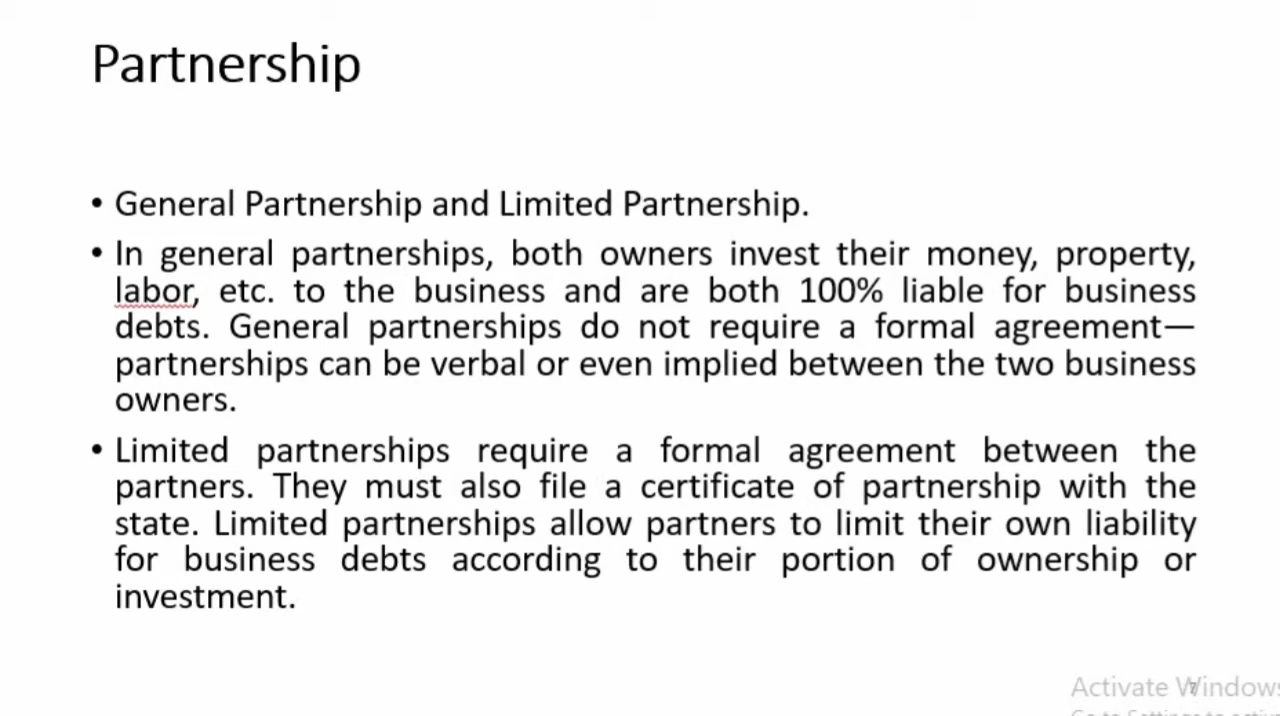 Partnership
• General Partnership and Limited Partnership.
• In general partnerships, both owners invest their money, property,
labor, etc. to the business and are both 100% liable for business
debts. General partnerships do not require a formal agreement—
partnerships can be verbal or even implied between the two business
owners.
• Limited partnerships require a formal agreement between the
partners. They must also file a certificate of partnership with the
state. Limited partnerships allow partners to limit their own liability
for business debts according to their portion of ownership or
investment.
Activate Windows
7